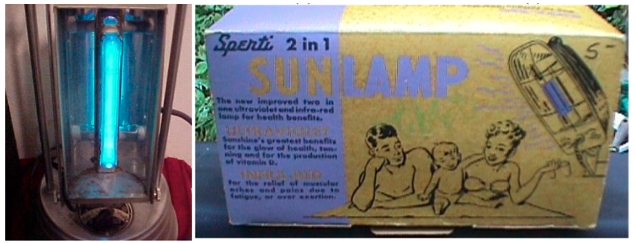 Sperti 2 in 1
SUNLAMP
The new improved two in
one ultraviolet and infra-red
lamp for health benefits.
ULTRAVIOLET
Sunshine's greatest benefits
for the glow of health, tan-
ning and for the production
of vitamin D.
INFRA-RED
For the relief of muscular
aches and pains due to
fatigue, or over exertion.
5-